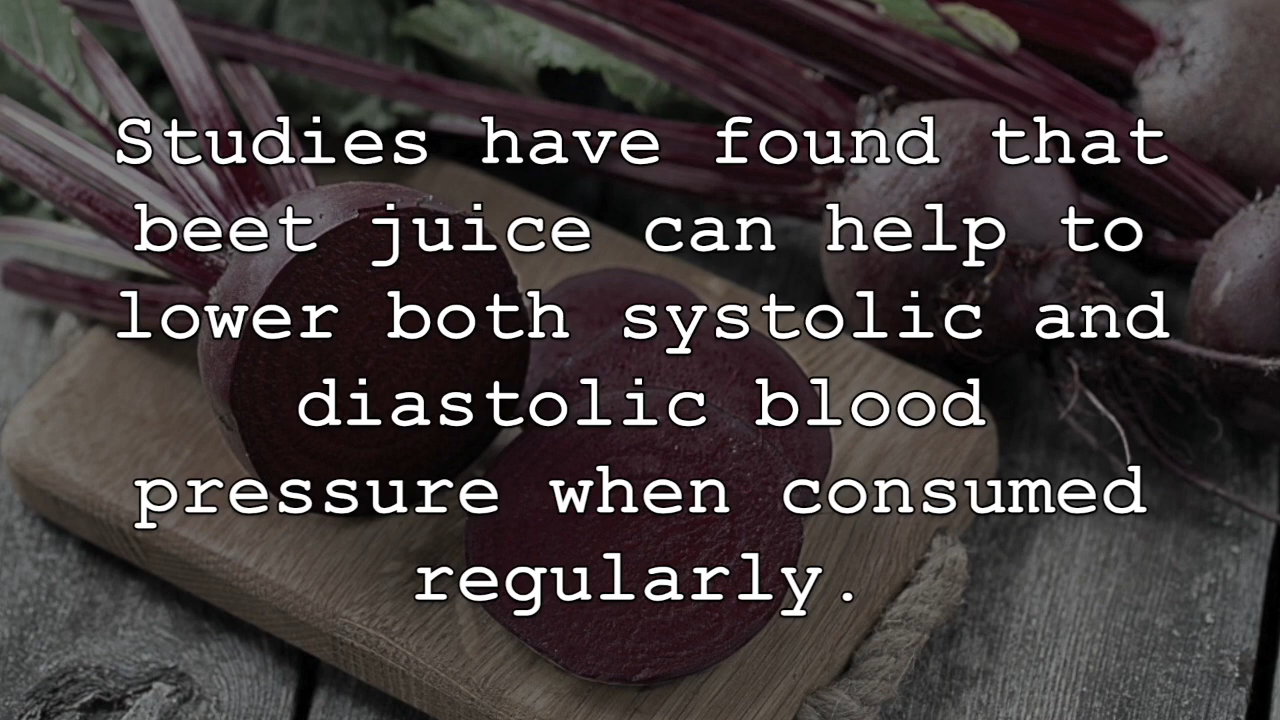 Studies have found that
beet juice can help to
lower both systolic and
diastolic blood
pressure when consumed
regularly.